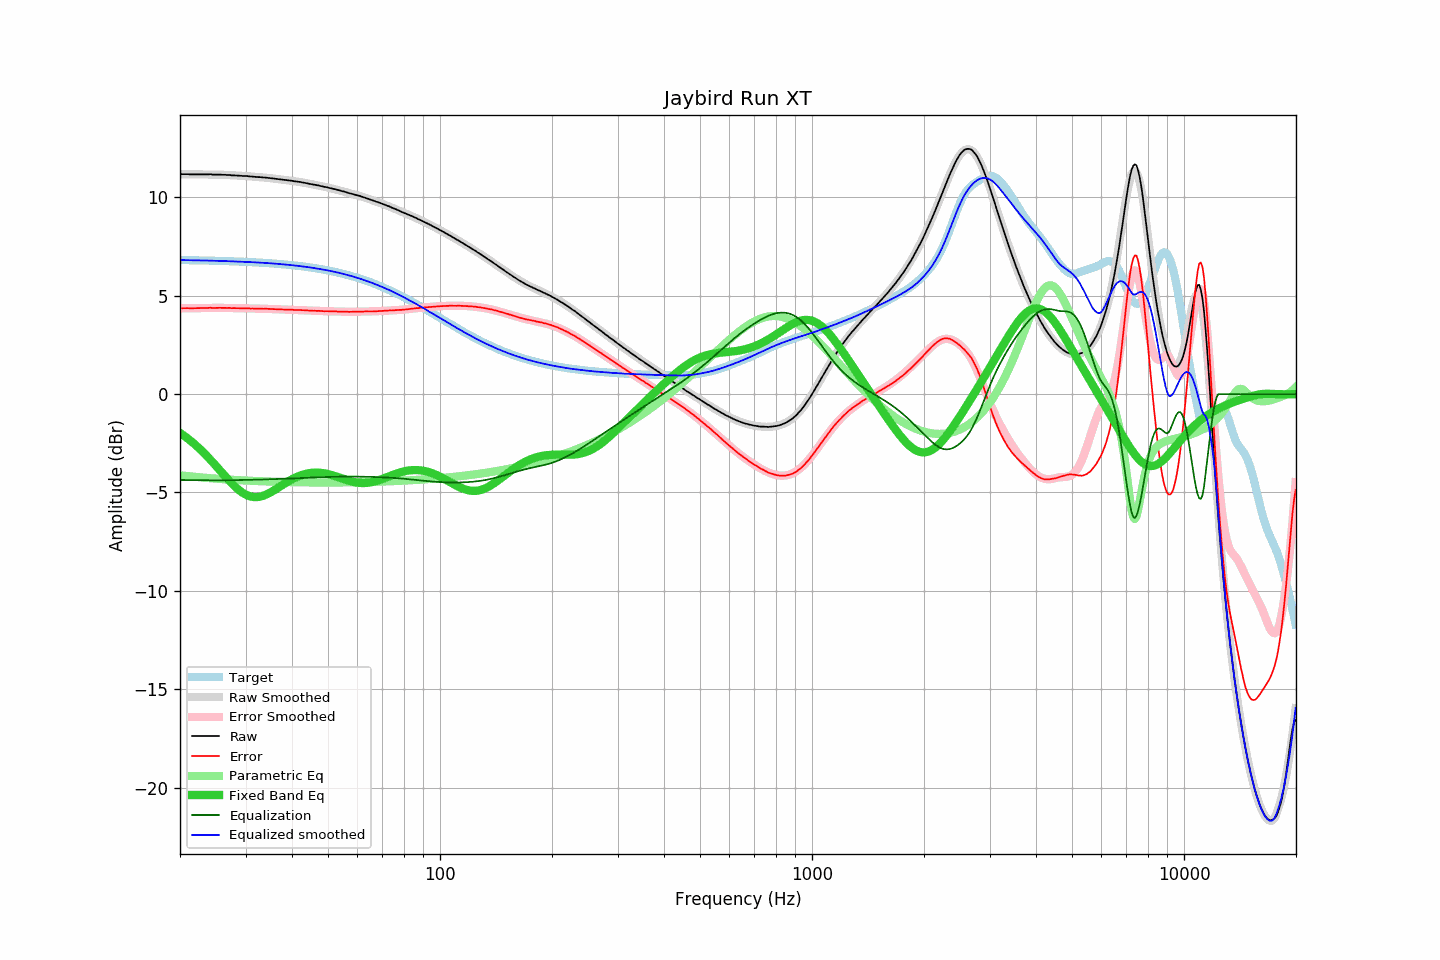 Jaybird Run XT
Amplitude (dBr)
10
5
0
−5
−10
−15
−20
Target
Raw Smoothed
Error Smoothed
Raw
Error
Parametric Eq
Fixed Band Eq
Equalization
Equalized smoothed
100
1000
10000
Frequency (Hz)